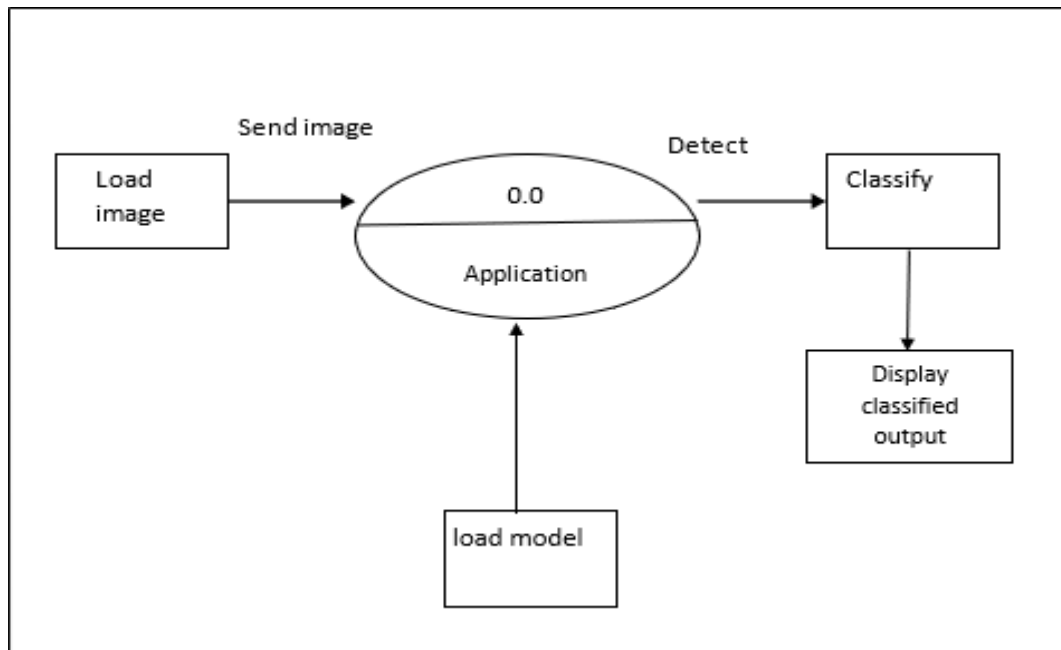 Send image
Detect
Load
image
0.0
Application
Classify
Display
classified
output
load model